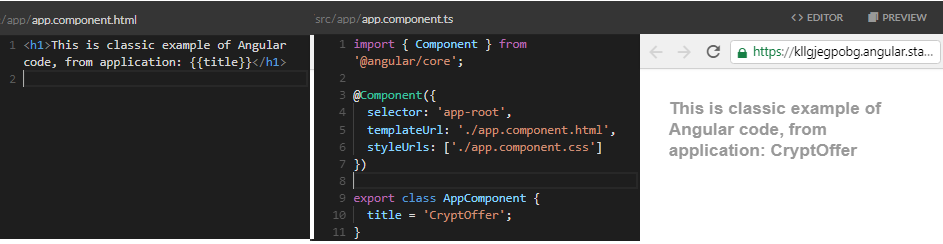 /app/app.component.html
1 <h1>This is classic example of Angular
code, from application: {{title}}</h1>
2
src/app/app.component.ts
1 import { Component } from
'@angular/core';
2
3 @Component({
4 selector: 'app-root',
5 templateUrl: './app.component.html',
6 styleUrls: ['./app.component.css']
7 })
8
9 export class AppComponent {
10 title = 'CryptOffer';
11 }
<> EDITOR
PREVIEW
https://kllgjegpobg.angular.sta...
This is classic example of
Angular code, from
application: CryptOffer